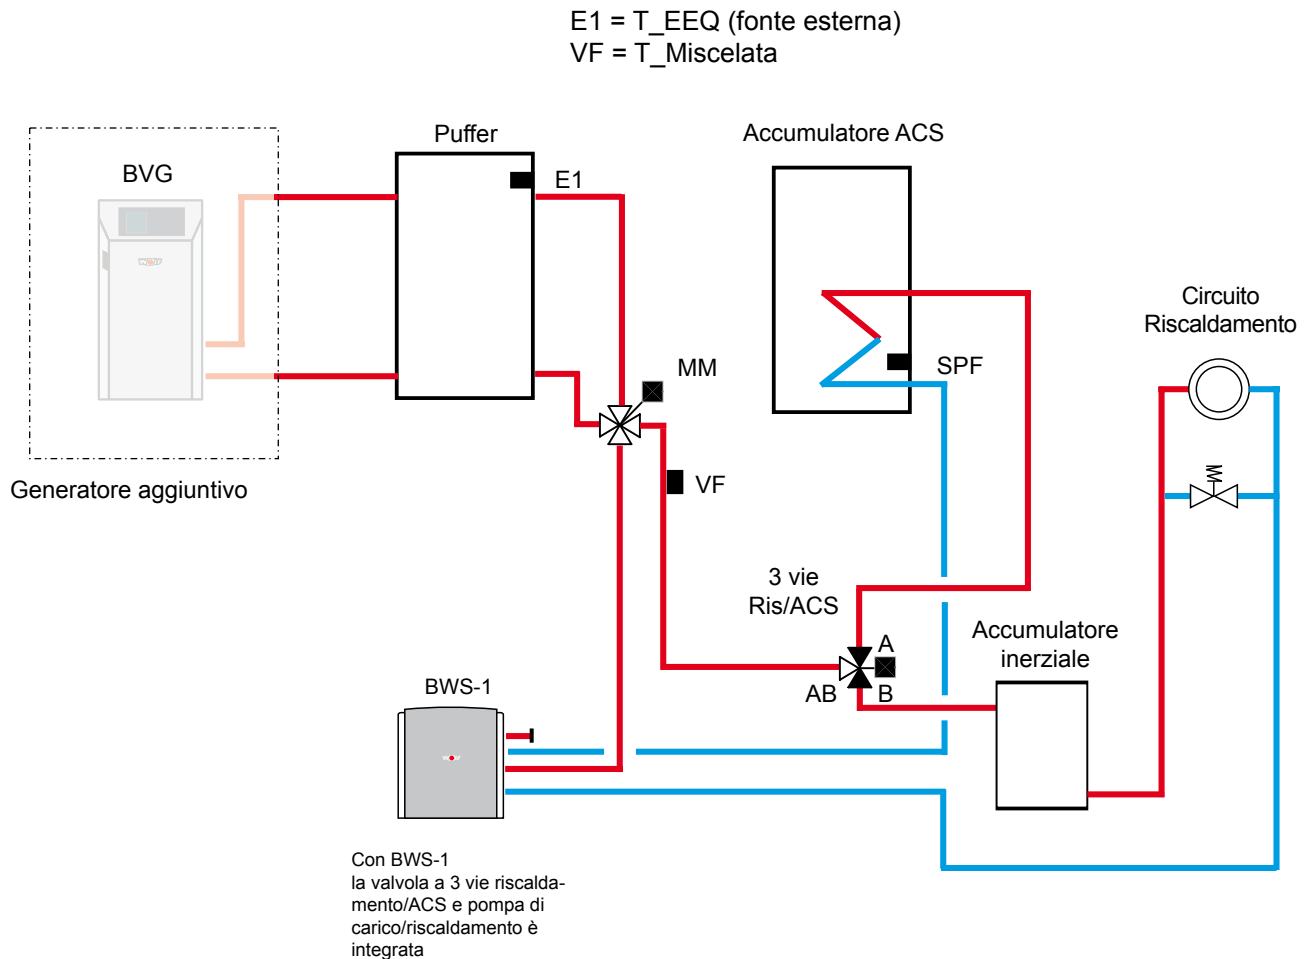 E1 = T_EEQ (fonte esterna)
VF = T_Miscelata
Puffer
Accumulatore ACS
BVG
E1
Circuito
Riscaldamento
MM
SPF
Generatore aggiuntivo
VF
3 vie
Ris/ACS
Accumulatore
inerziale
A
AB
B
BWS-1
Con BWS-1
la valvola a 3 vie riscalda-
mento/ACS e pompa di
carico/riscaldamento è
integrata